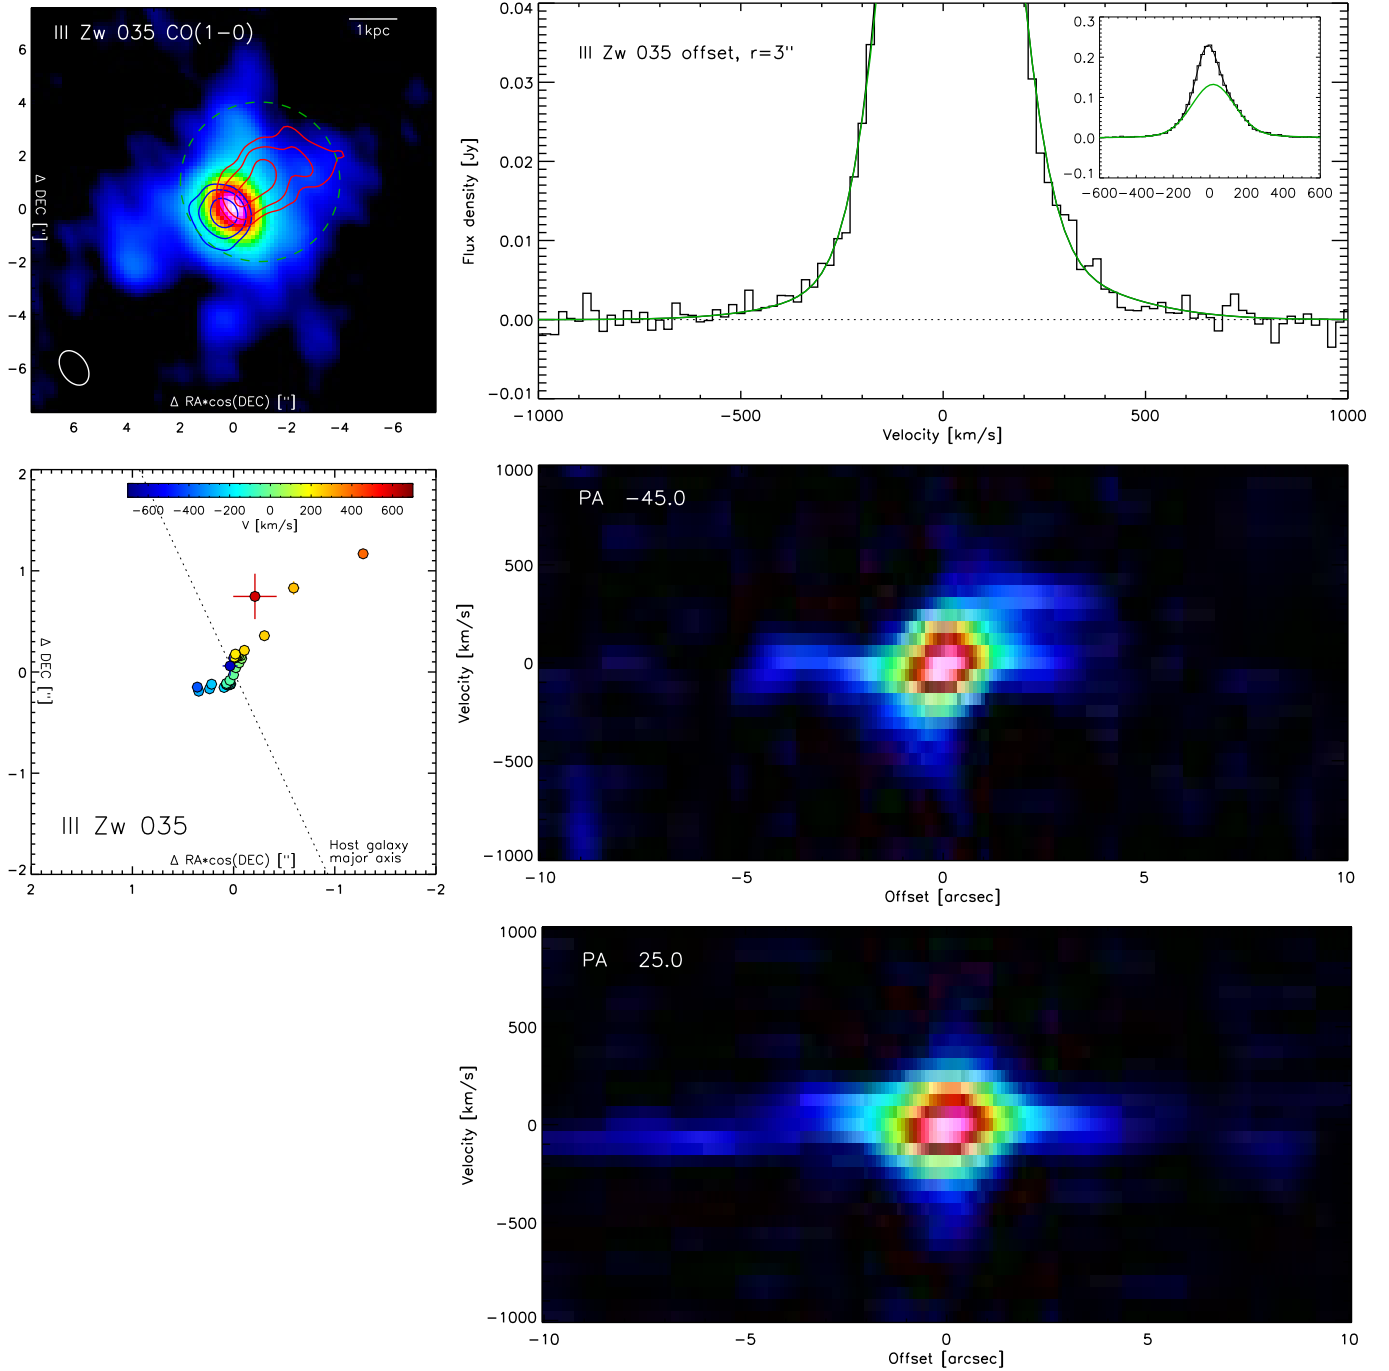 III Zw 035 CO(1-0)
1kpc
6
4
2
0
-2
-4
-6
Δ DEC ["]
Δ RA*cos(DEC) ["]
6 4 2 0 -2 -4 -6
III Zw 035 offset, r=3"
0.04
0.03
0.02
0.01
0.00
-0.01
Flux density [Jy]
-1000 -500 0 500 1000
Velocity [km/s]
0.3
0.2
0.1
0.0
-0.1
-600 -400 -200 0 200 400 600
2
1
0
-1
-2
Δ DEC ["]
-600 -400 -200 0 200 400 600
V [km/s]
III Zw 035
Host galaxy
major axis
Δ RA*cos(DEC) ["]
2 1 0 -1 -2
PA -45.0
1000
500
0
-500
-1000
Velocity [km/s]
-10 -5 0 5 10
Offset [arcsec]
PA 25.0
1000
500
0
-500
-1000
Velocity [km/s]
-10 -5 0 5 10
Offset [arcsec]